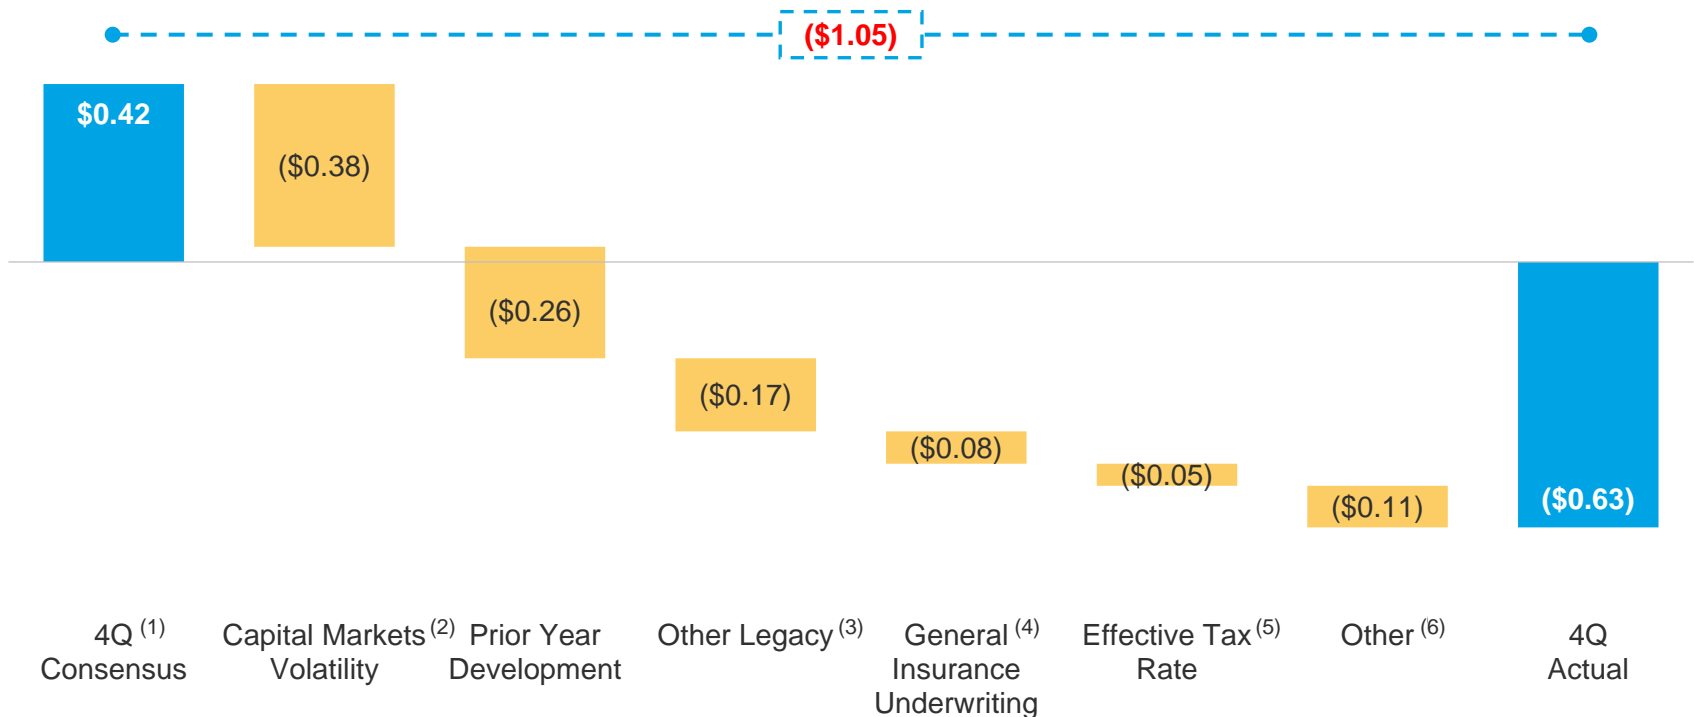 ($1.05)
$0.42
($0.38)
($0.26)
($0.17)
($0.08)
($0.05)
($0.11)
($0.63)
4Q (1)
Consensus
Capital Markets (2)
Volatility
Prior Year
Development
Other Legacy (3)
General (4)
Insurance
Underwriting
Effective Tax (5)
Rate
Other (6)
4Q
Actual